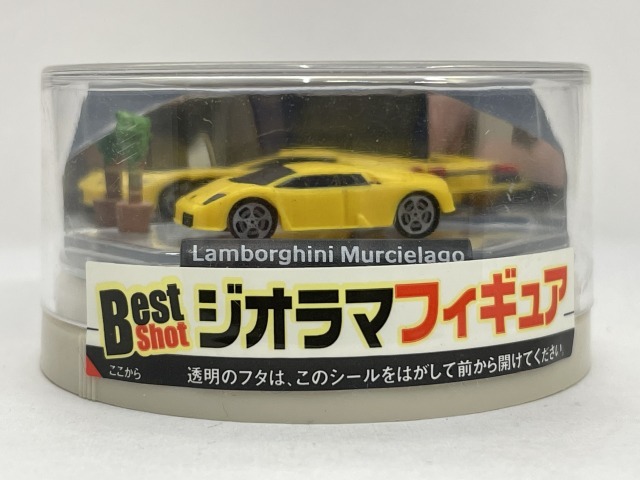 Lamborghini Murcielago
Best Shot
ジオラマフィギュア
ここから
透明のフタは、このシールをはがして前から開けてください。